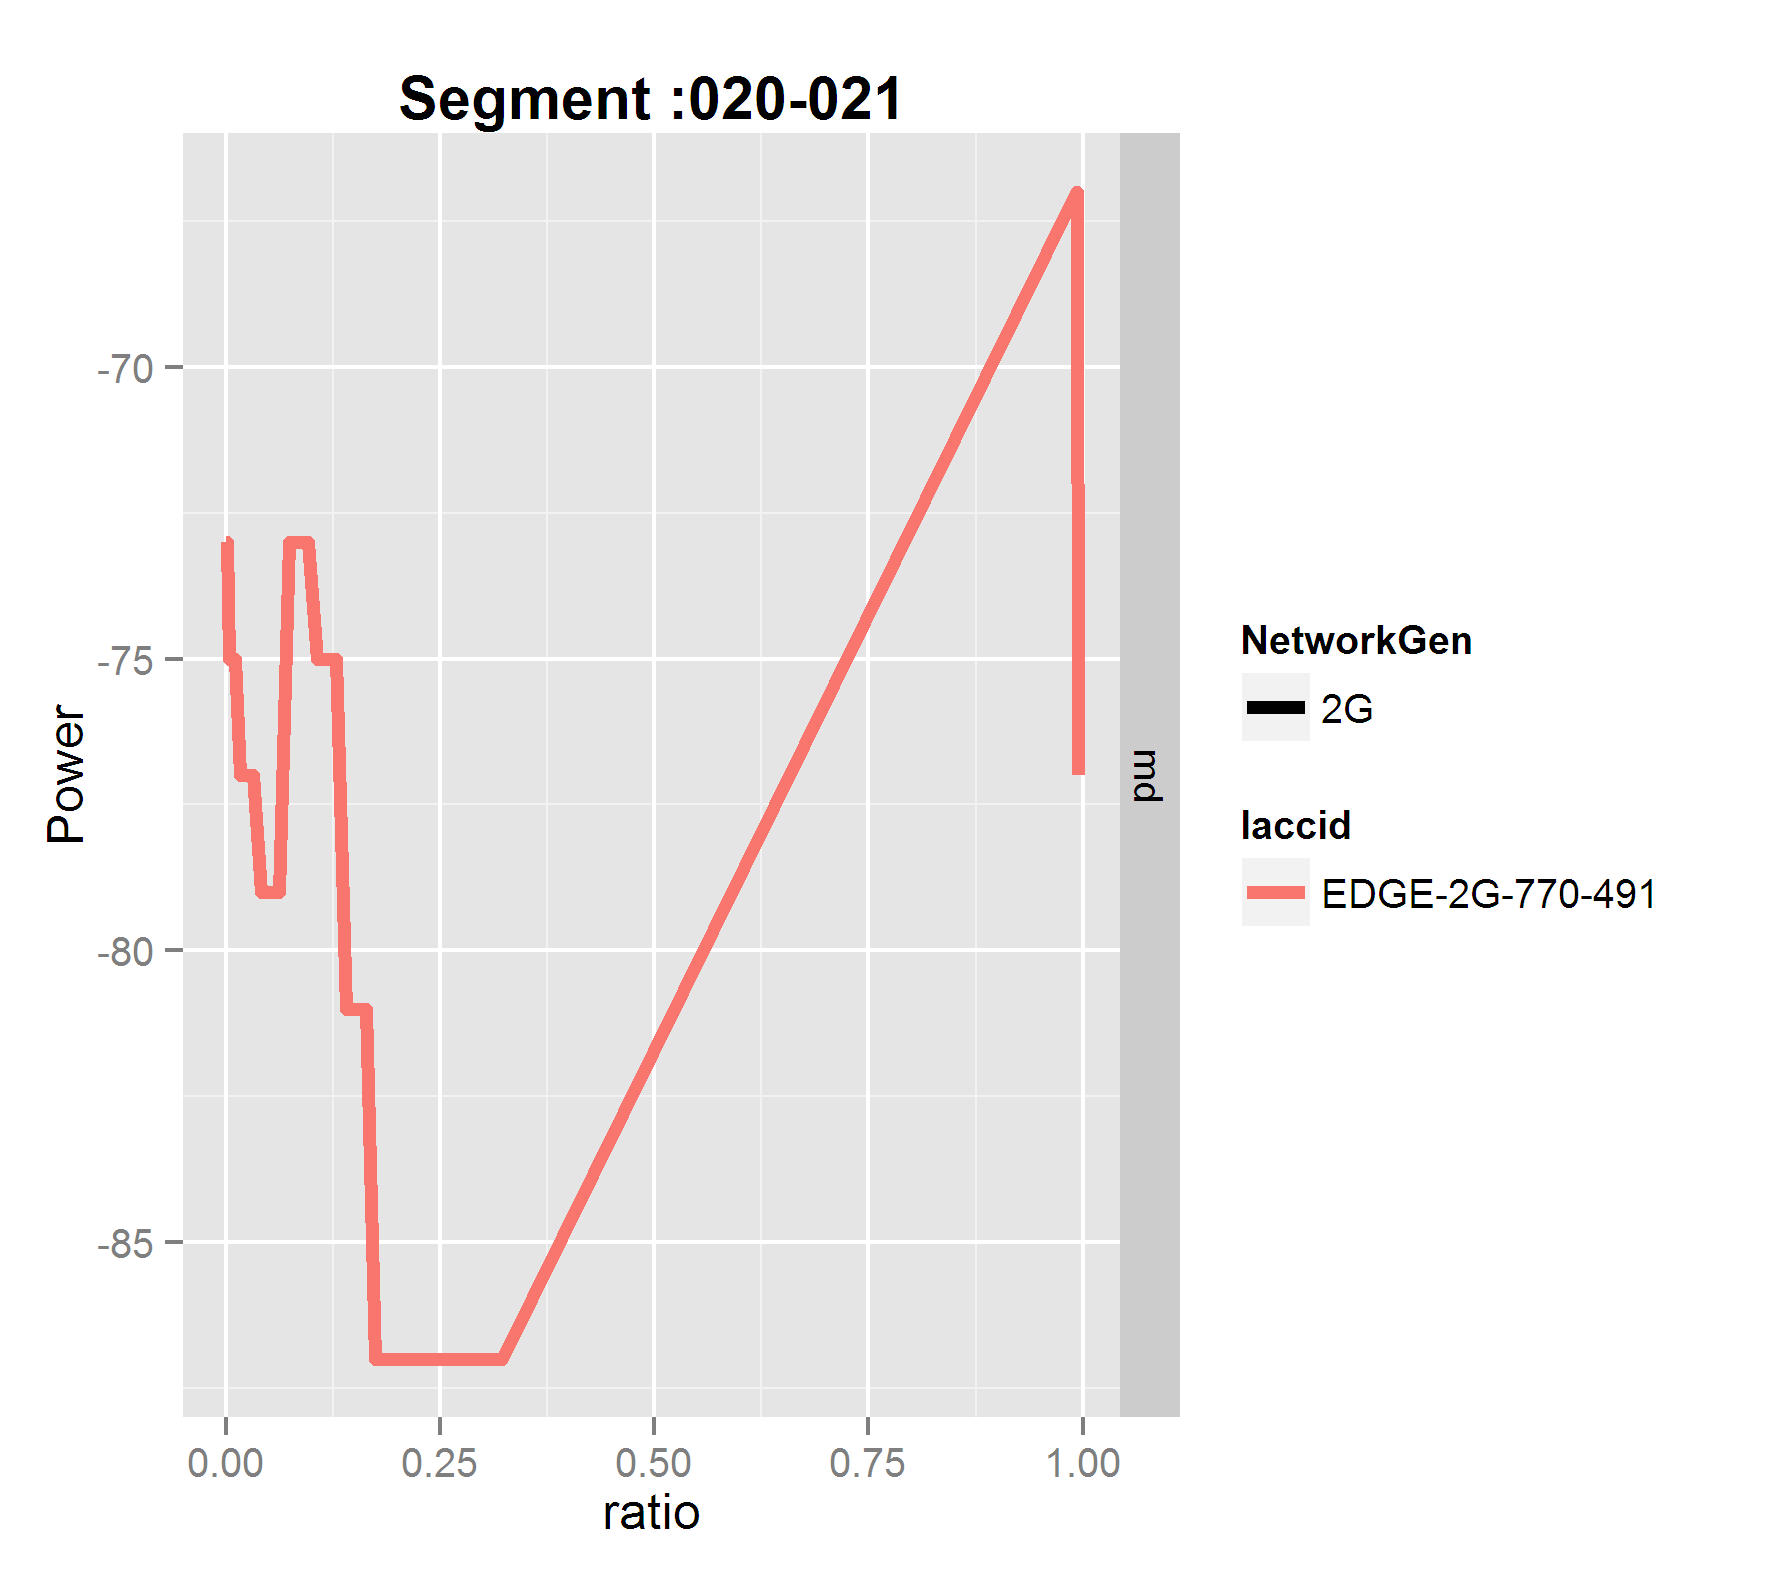 Segment :020-021
Power
-70
-75
-80
-85
0.00 0.25 0.50 0.75 1.00
ratio
md
NetworkGen
2G
laccid
EDGE-2G-770-491